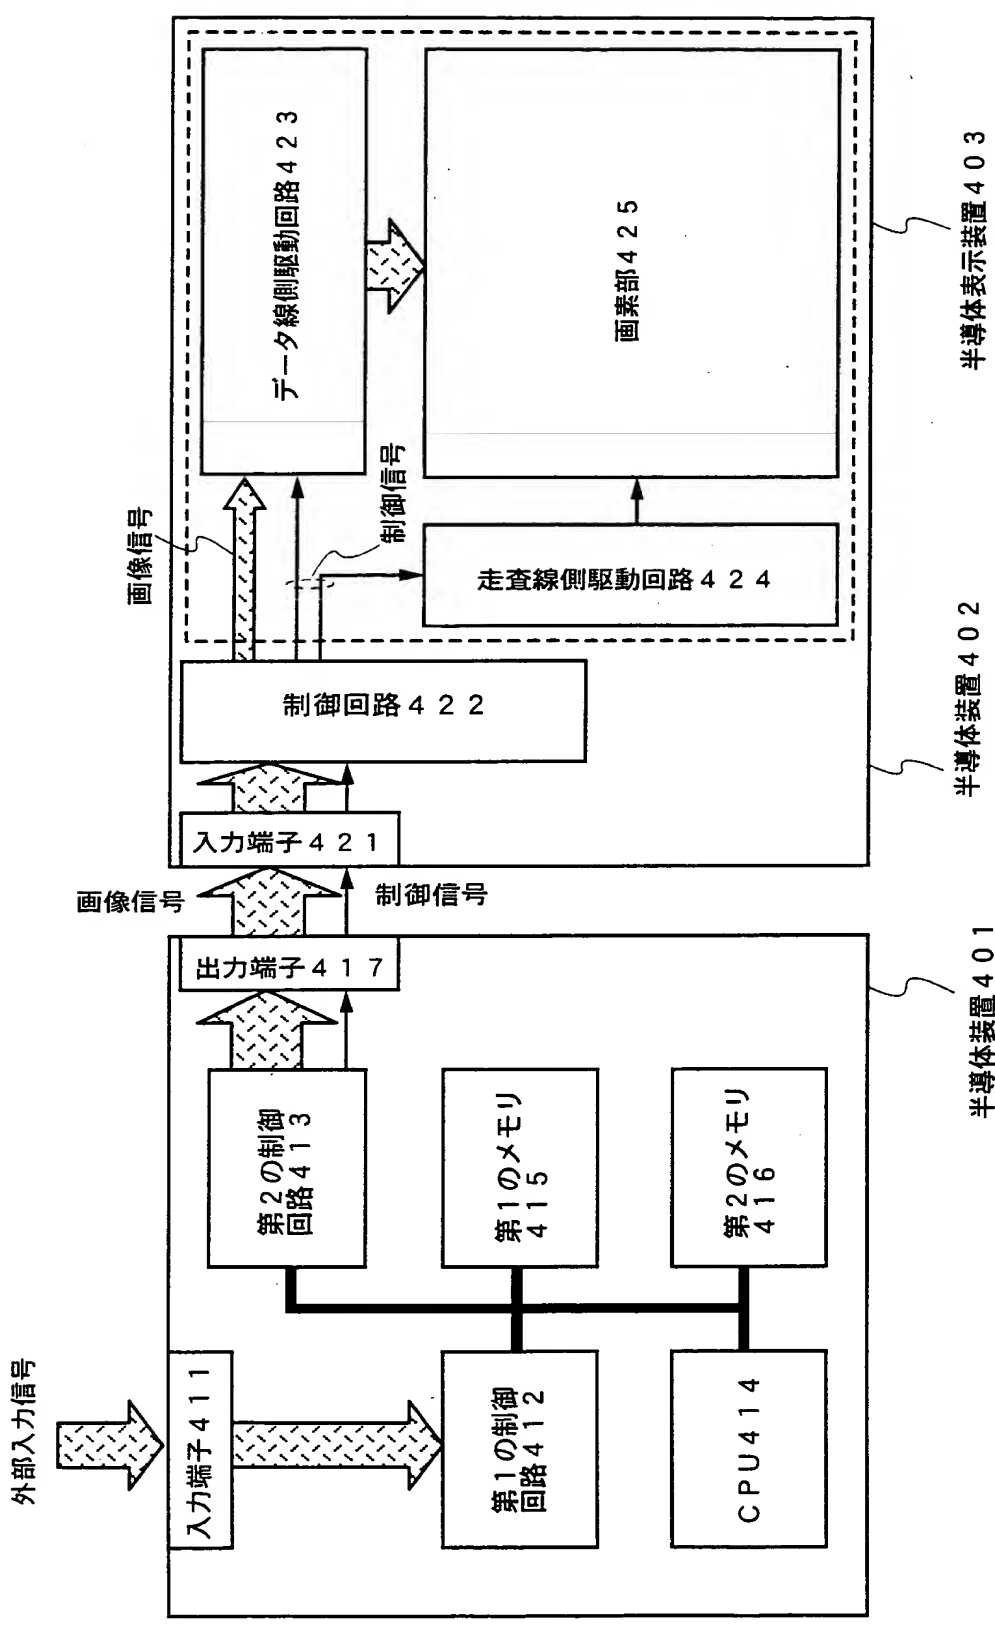 外部入力信号
入力端子４１１
第１の制御
回路４１２
ＣＰＵ４１４
第２の制御
回路４１３
第１のメモリ
４１５
第２のメモリ
４１６
出力端子４１７
半導体装置４０１
画像信号
制御信号
入力端子４２１
制御回路４２２
半導体装置４０２
画像信号
制御信号
データ線側駆動回路４２３
走査線側駆動回路４２４
画素部４２５
半導体表示装置４０３